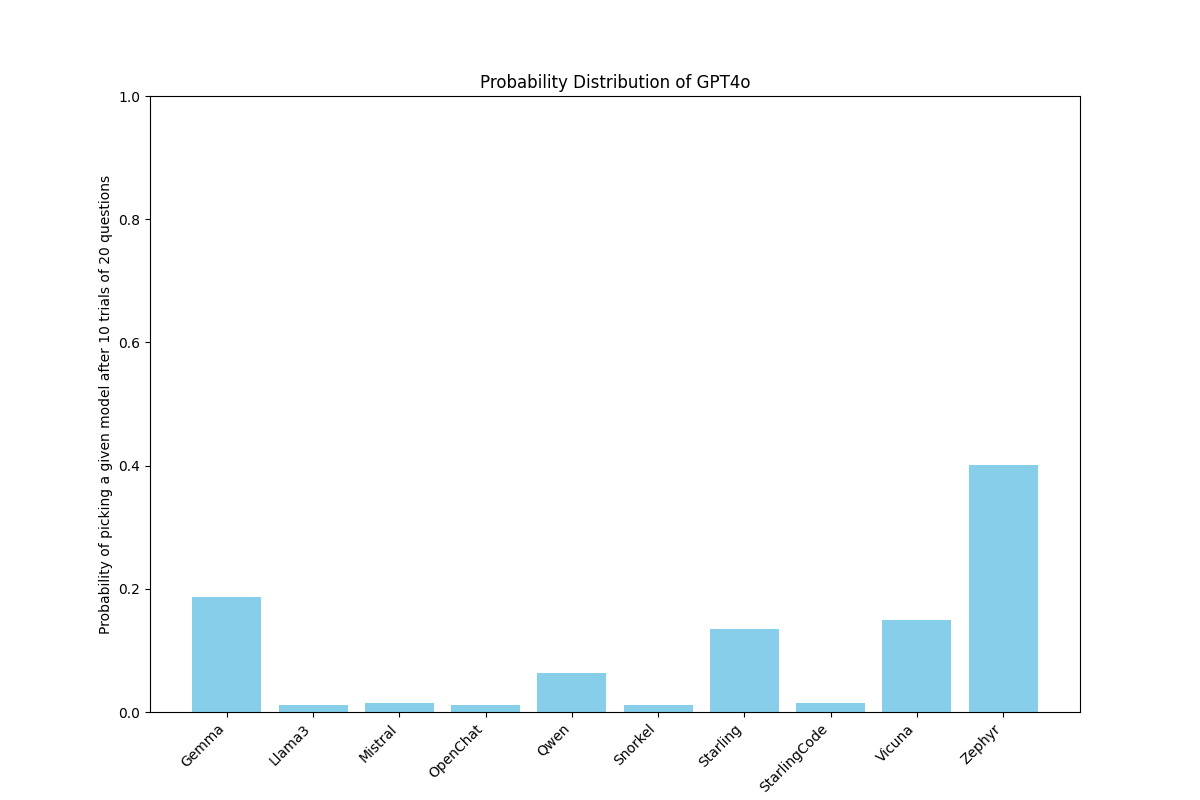 Probability Distribution of GPT4o
Probability of picking a given model after 10 trials of 20 questions
1.0
0.8
0.6
0.4
0.2
0.0
Gemma
Llama3
Mistral
OpenChat
Qwen
Snorkel
Starling
StarlingCode
Vicuna
Zephyr